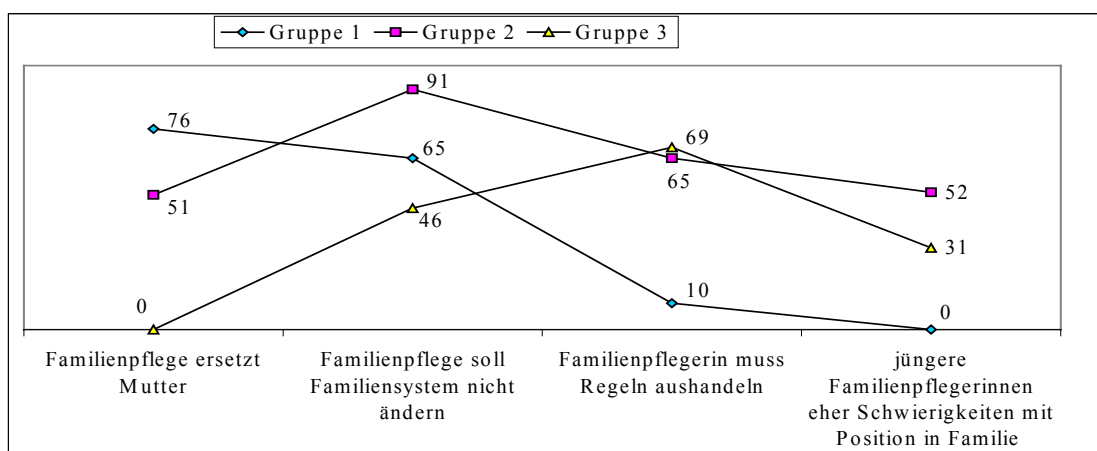 Gruppe 1 Gruppe 2 Gruppe 3
91
76
69
65
65
51
52
46
31
10
0
0
Familienpflege ersetzt
Mutter
Familienpflege soll
Familiensystem nicht
ändern
Familienpflegerin muss
Regeln aushandeln
jüngere
Familienpflegerinnen
eher Schwierigkeiten mit
Position in Familie